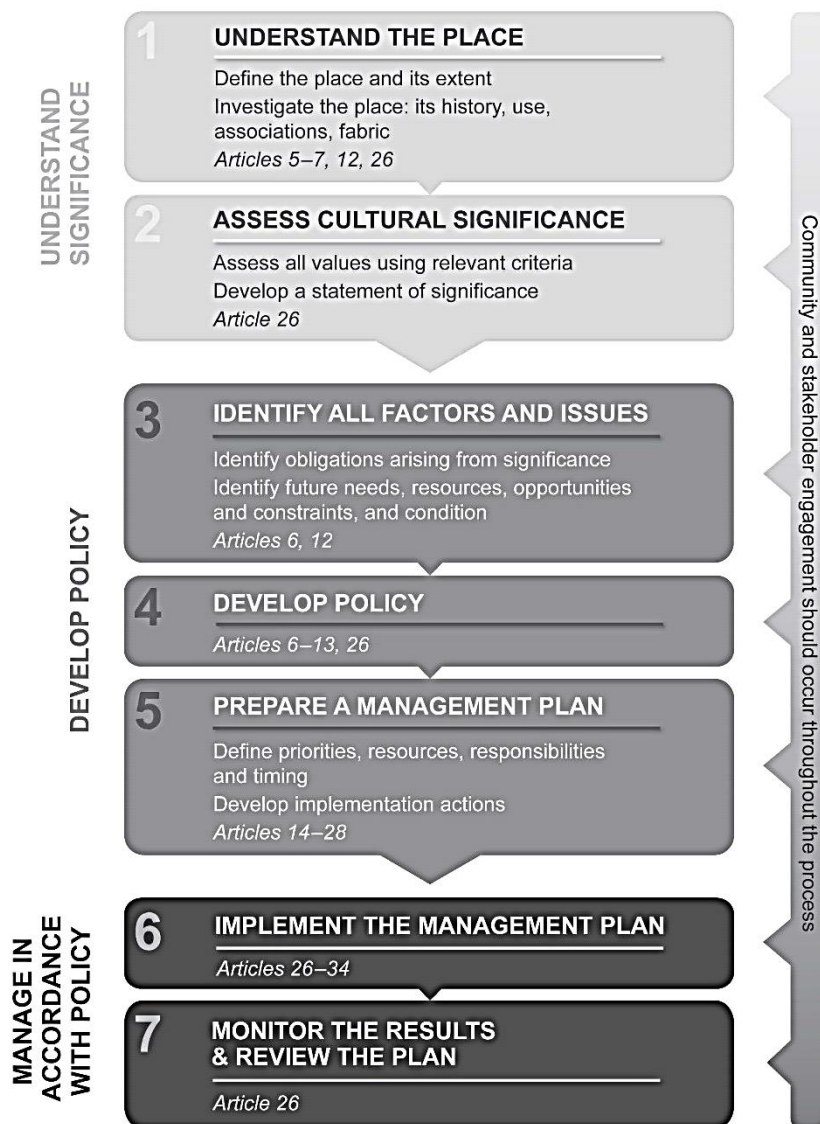 UNDERSTAND
SIGNIFICANCE
1
UNDERSTAND THE PLACE
Define the place and its extent
Investigate the place: its history, use,
associations, fabric
Articles 5–7, 12, 26
2
ASSESS CULTURAL SIGNIFICANCE
Assess all values using relevant criteria
Develop a statement of significance
Article 26
DEVELOP POLICY
3
IDENTIFY ALL FACTORS AND ISSUES
Identify obligations arising from significance
Identify future needs, resources, opportunities
and constraints, and condition
Articles 6, 12
4
DEVELOP POLICY
Articles 6–13, 26
5
PREPARE A MANAGEMENT PLAN
Define priorities, resources, responsibilities
and timing
Develop implementation actions
Articles 14–28
MANAGE IN
ACCORDANCE
WITH POLICY
6
IMPLEMENT THE MANAGEMENT PLAN
Articles 26–34
7
MONITOR THE RESULTS
& REVIEW THE PLAN
Article 26
Community and stakeholder engagement should occur throughout the process